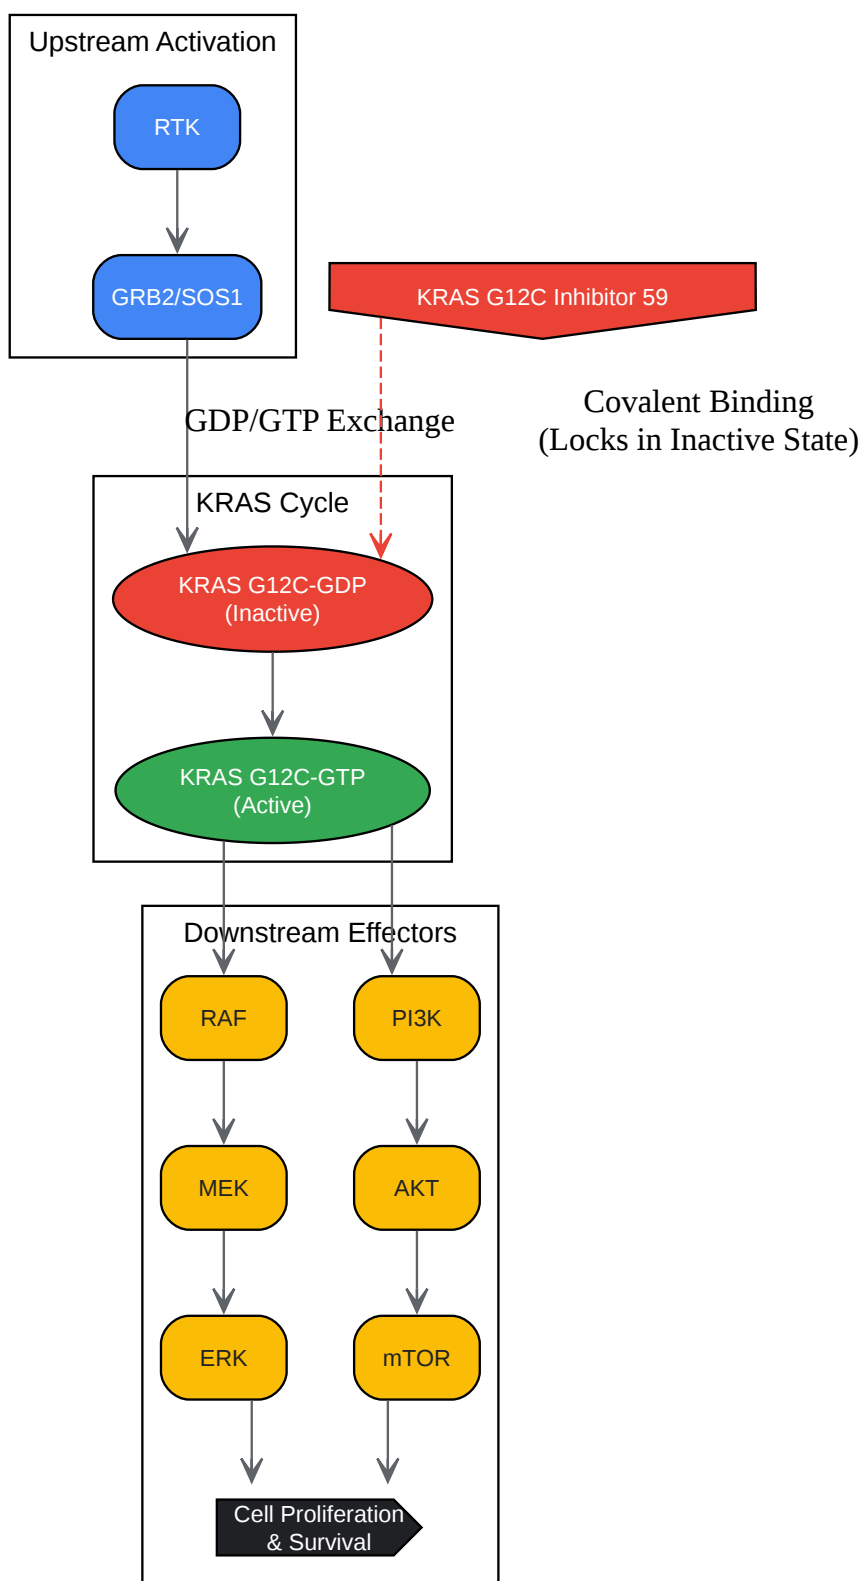 Upstream Activation
RTK
GRB2/SOS1
KRAS G12C Inhibitor 59
GDP/GTP Exchange
Covalent Binding
(Locks in Inactive State)
KRAS Cycle
KRAS G12C-GDP
(Inactive)
KRAS G12C-GTP
(Active)
Downstream Effectors
RAF
PI3K
MEK
AKT
ERK
mTOR
Cell Proliferation
& Survival